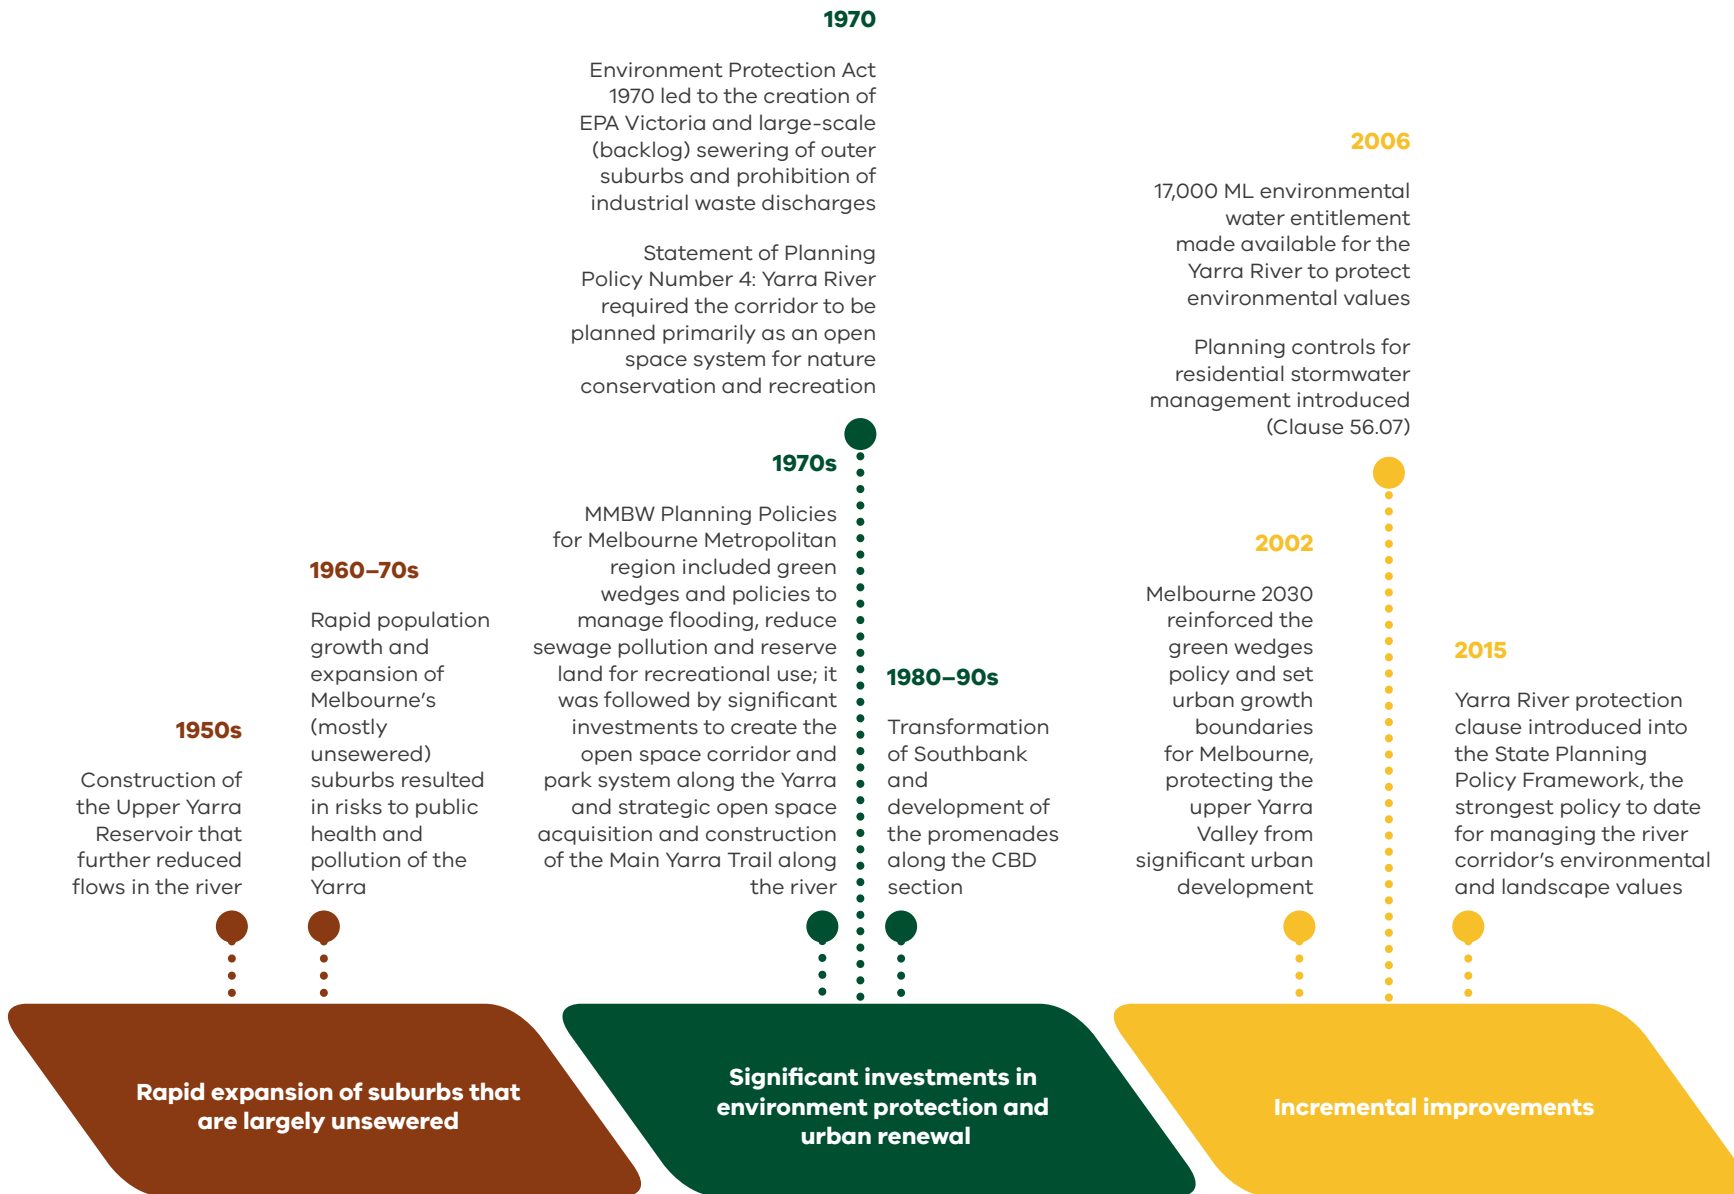 1950s
Construction of
the Upper Yarra
Reservoir that
further reduced
flows in the river
1960–70s
Rapid population
growth and
expansion of
Melbourne’s
(mostly
unsewered)
suburbs resulted
in risks to public
health and
pollution of the
Yarra
Rapid expansion of suburbs that
are largely unsewered
1970
Environment Protection Act
1970 led to the creation of
EPA Victoria and large-scale
(backlog) sewering of outer
suburbs and prohibition of
industrial waste discharges
Statement of Planning
Policy Number 4: Yarra River
required the corridor to be
planned primarily as an open
space system for nature
conservation and recreation
1970s
MMBW Planning Policies
for Melbourne Metropolitan
region included green
wedges and policies to
manage flooding, reduce
sewage pollution and reserve
land for recreational use; it
was followed by significant
investments to create the
open space corridor and
park system along the Yarra
and strategic open space
acquisition and construction
of the Main Yarra Trail along
the river
1980–90s
Transformation
of Southbank
and
development of
the promenades
along the CBD
section
Significant investments in
environment protection and
urban renewal
2002
Melbourne 2030
reinforced the
green wedges
policy and set
urban growth
boundaries
for Melbourne,
protecting the
upper Yarra
Valley from
significant urban
development
2006
17,000 ML environmental
water entitlement
made available for the
Yarra River to protect
environmental values
Planning controls for
residential stormwater
management introduced
(Clause 56.07)
2015
Yarra River protection
clause introduced into
the State Planning
Policy Framework, the
strongest policy to date
for managing the river
corridor’s environmental
and landscape values
Incremental improvements